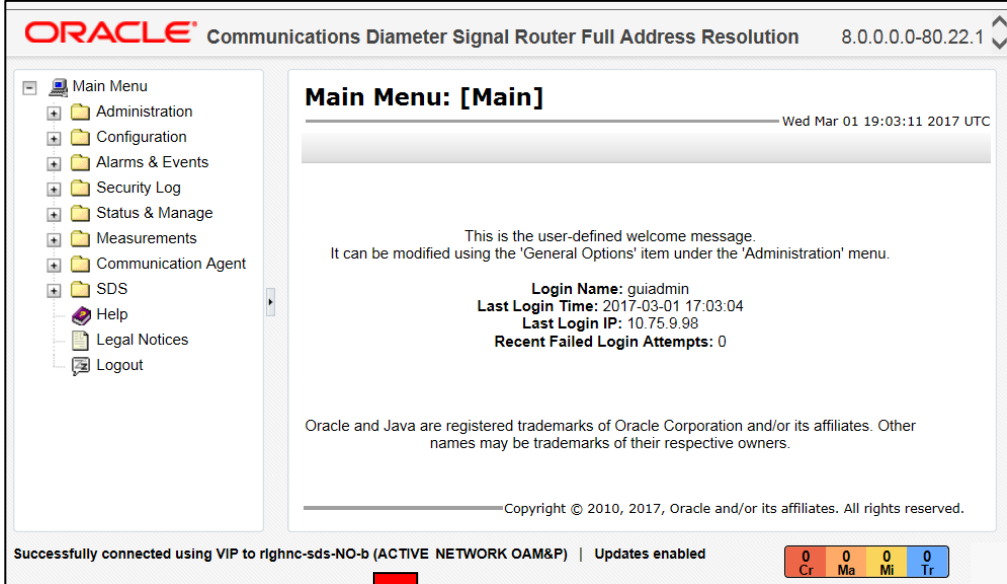 ORACLE® Communications Diameter Signal Router Full Address Resolution 8.0.0.0.0-80.22.1
Main Menu
Administration
Configuration
Alarms & Events
Security Log
Status & Manage
Measurements
Communication Agent
SDS
Help
Legal Notices
Logout
Main Menu: [Main]
Wed Mar 01 19:03:11 2017 UTC
This is the user-defined welcome message.
It can be modified using the 'General Options' item under the 'Administration' menu.
Login Name: guiadmin
Last Login Time: 2017-03-01 17:03:04
Last Login IP: 10.75.9.98
Recent Failed Login Attempts: 0
Oracle and Java are registered trademarks of Oracle Corporation and/or its affiliates. Other
names may be trademarks of their respective owners.
Copyright © 2010, 2017, Oracle and/or its affiliates. All rights reserved.
Successfully connected using VIP to rlghnc-sds-NO-b (ACTIVE NETWORK OAM&P) | Updates enabled
0 0 0 0
Cr Ma Mi Tr